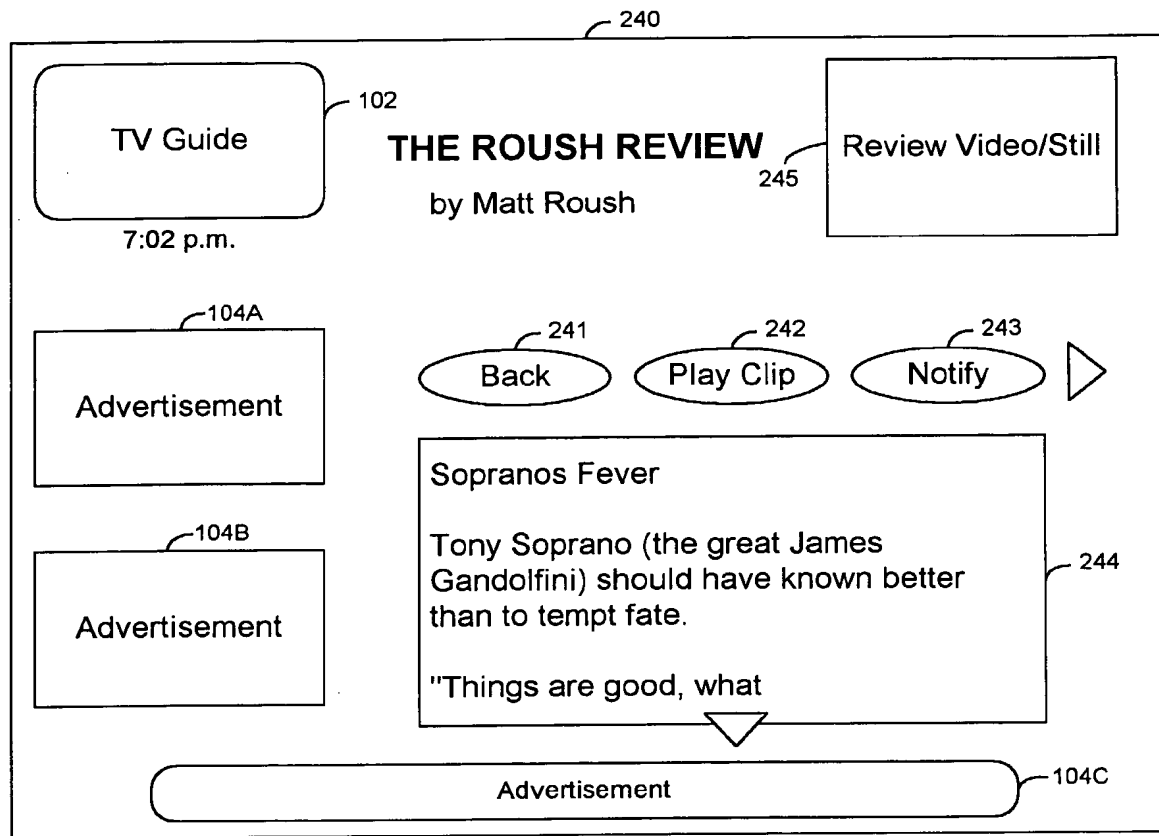 240
TV Guide
102
THE ROUSH REVIEW
by Matt Roush
245
Review Video/Still
7:02 p.m.
104A
Advertisement
241
Back
242
Play Clip
243
Notify
104B
Advertisement
Sopranos Fever
Tony Soprano (the great James
Gandolfini) should have known better
than to tempt fate.
"Things are good, what
244
Advertisement
104C